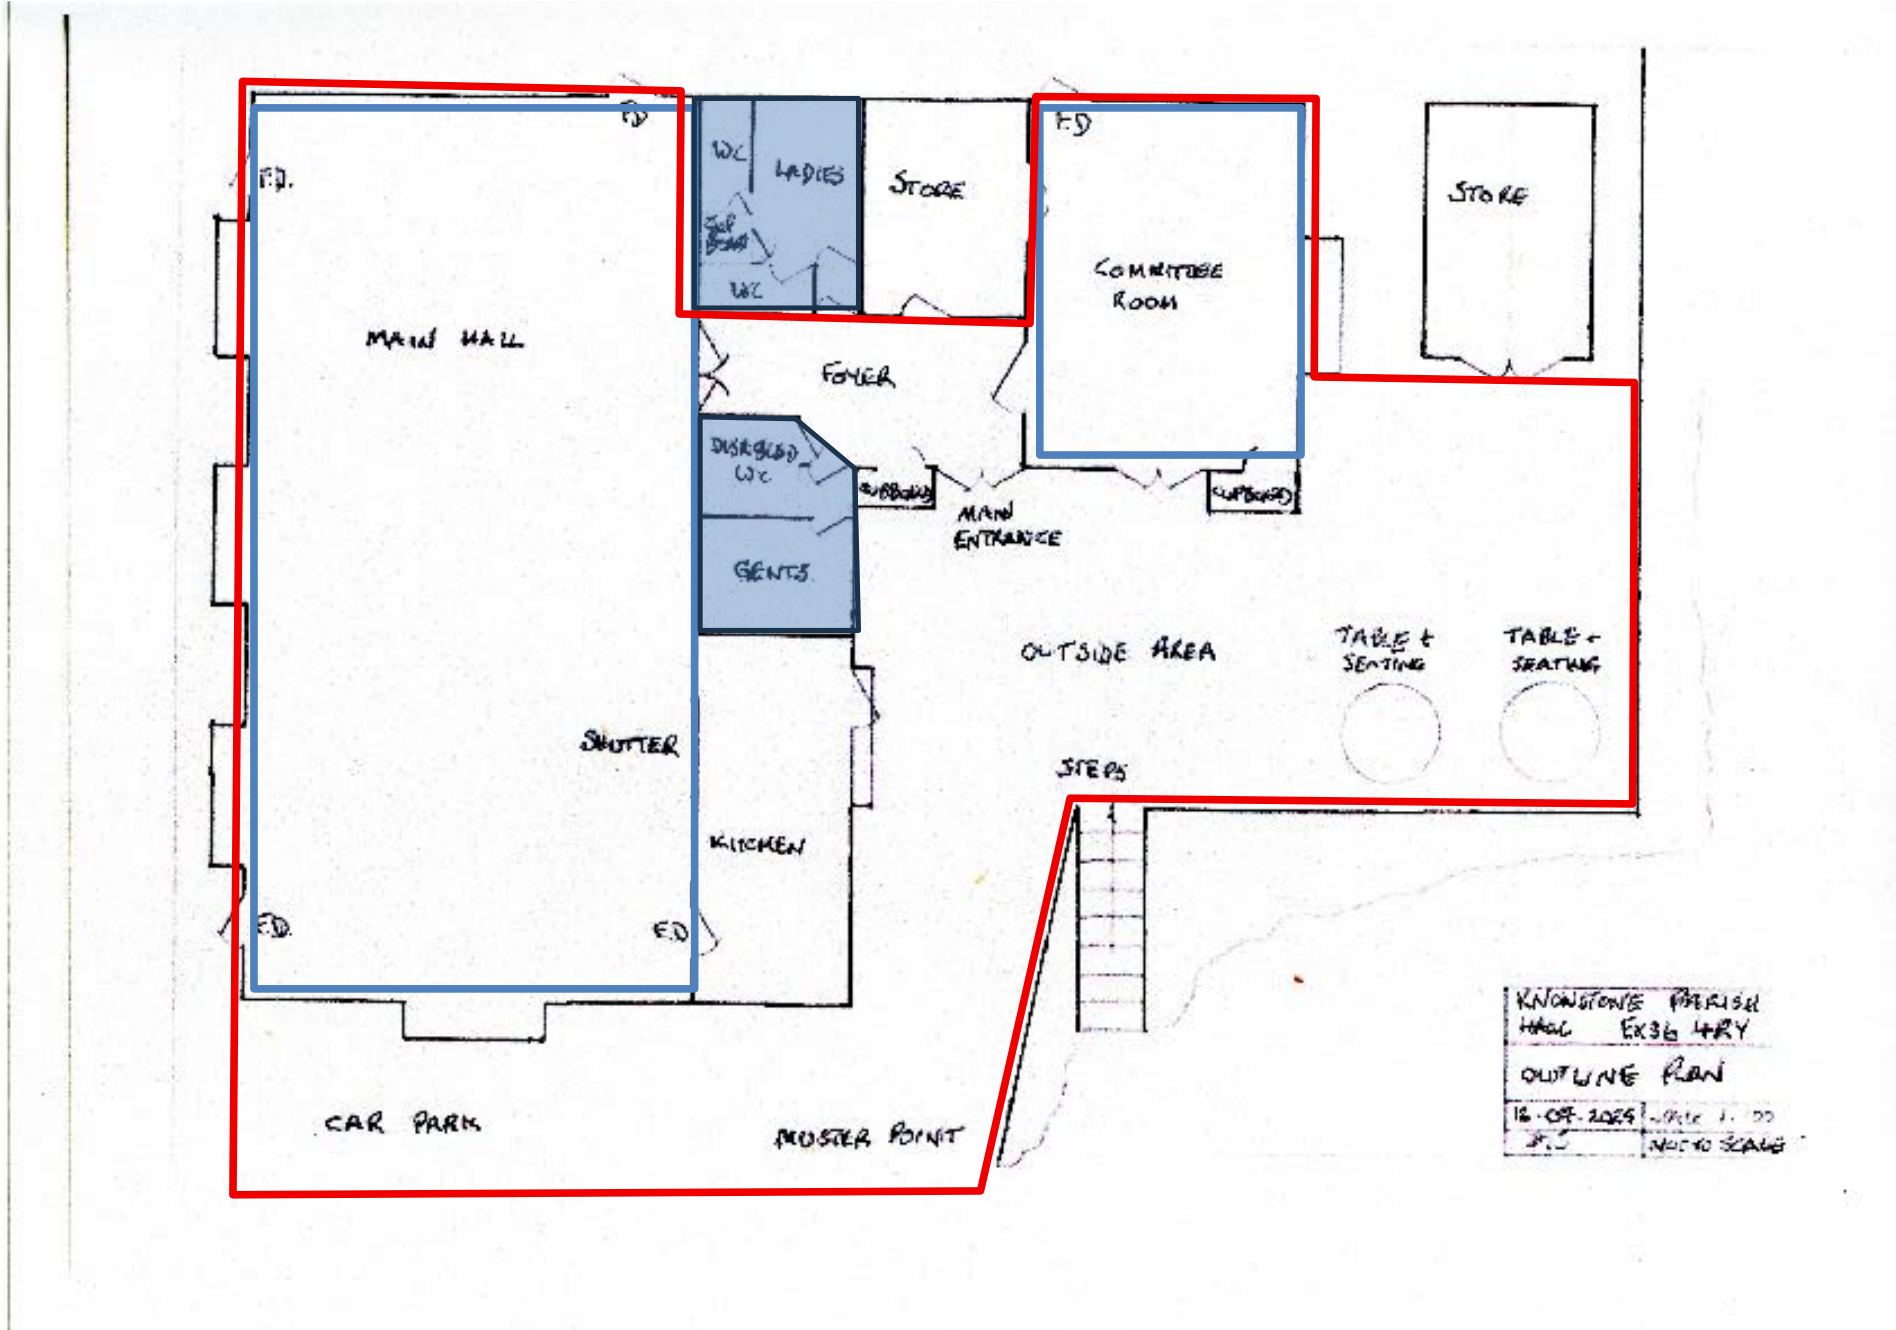 F.D
F.D.
WC
LADIES
STORE
F.D
STORE
WC
COMMITTEE
ROOM
MAIN HALL
FOYER
DISABLED
WC
CUPBOARD
MAIN
ENTRANCE
CUPBOARD
GENTS
OUTSIDE AREA
TABLE +
SEATING
TABLE +
SEATING
SHUTTER
STEPS
KITCHEN
F.D.
F.D
CAR PARK
MUSTER POINT
KNOWSTONE PARISH
HALL EX36 4RY
OUTLINE PLAN
NOT TO SCALE